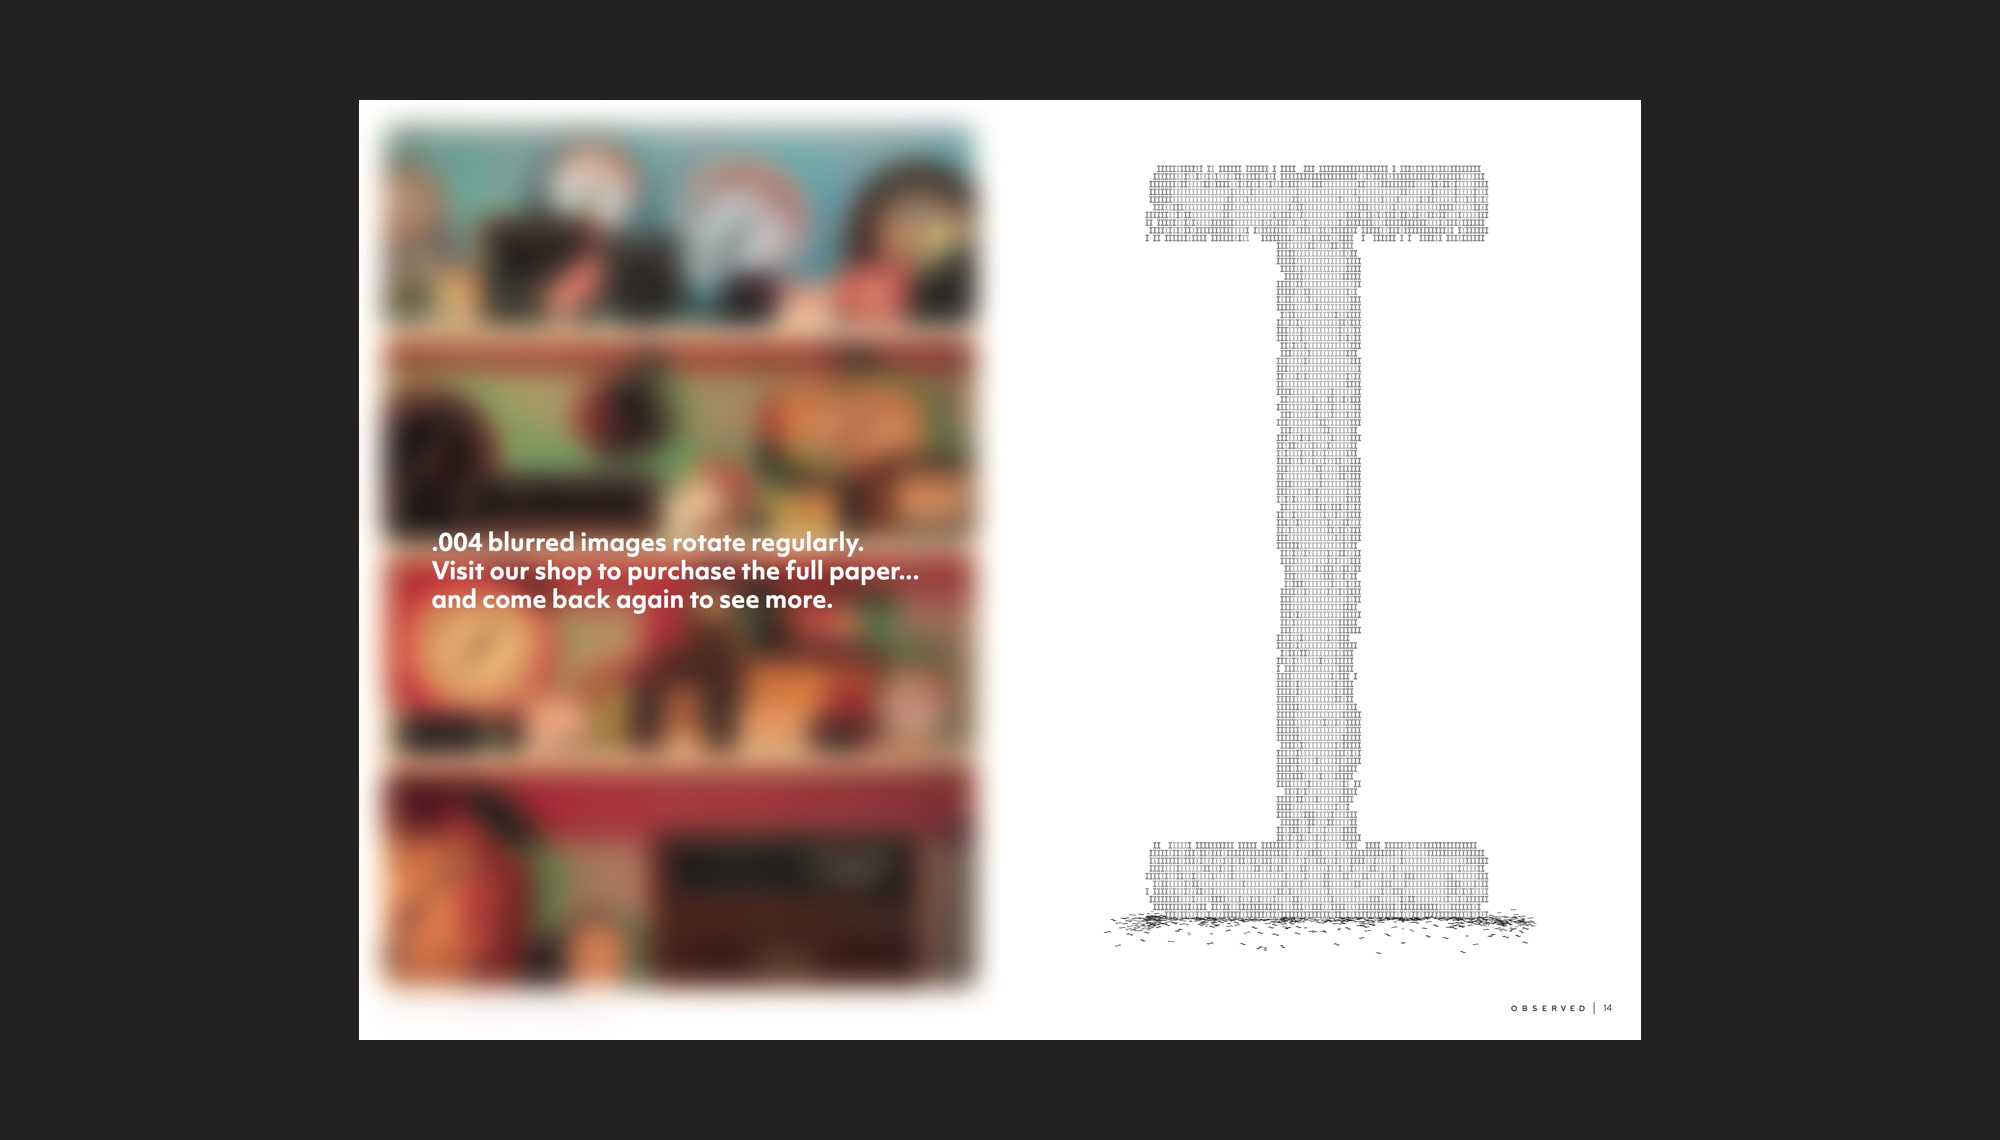 .004 blurred images rotate regularly.
Visit our shop to purchase the full paper...
and come back again to see more.
I
OBSERVED | 14